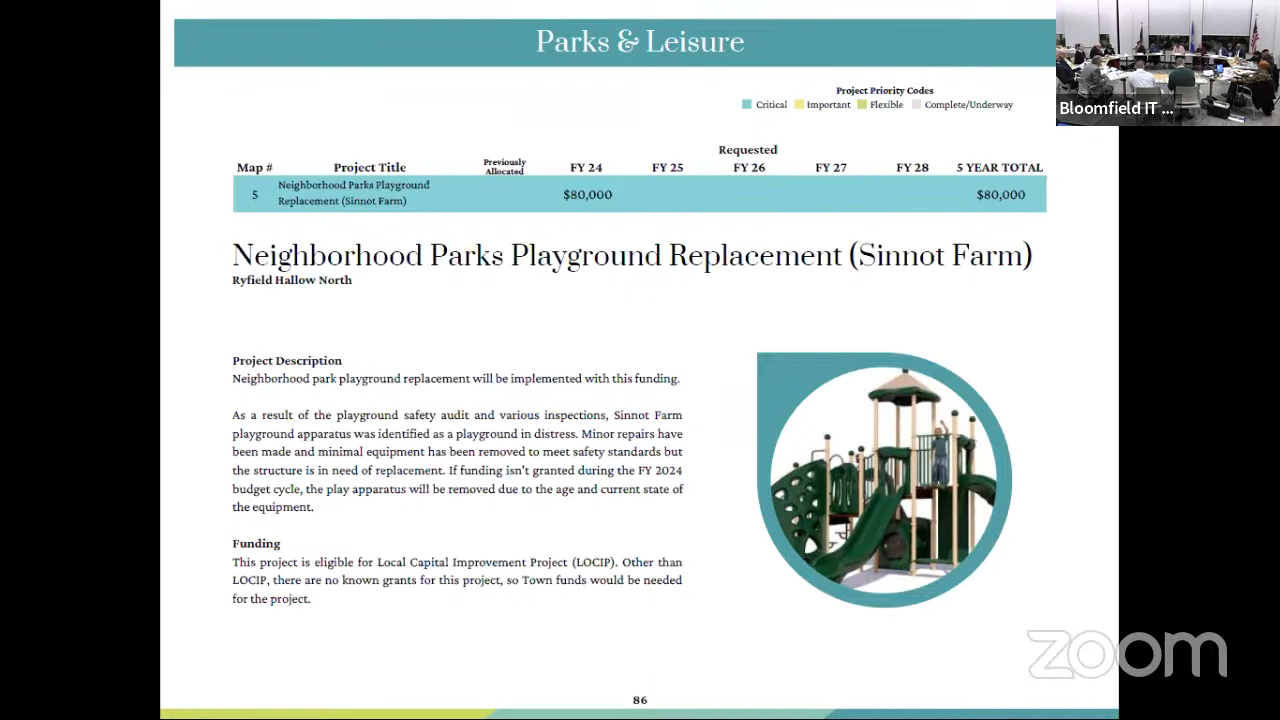 Parks & Leisure
Bloomfield IT ...
Project Priority Codes
Critical Important Flexible Complete/Underway
Requested
Map # Project Title Previously Allocated FY 24 FY 25 FY 26 FY 27 FY 28 5 YEAR TOTAL
5 Neighborhood Parks Playground Replacement (Sinnot Farm) $80,000 $80,000
Neighborhood Parks Playground Replacement (Sinnot Farm)
Ryfield Hallow North
Project Description
Neighborhood park playground replacement will be implemented with this funding.
As a result of the playground safety audit and various inspections, Sinnot Farm
playground apparatus was identified as a playground in distress. Minor repairs have
been made and minimal equipment has been removed to meet safety standards but
the structure is in need of replacement. If funding isn't granted during the FY 2024
budget cycle, the play apparatus will be removed due to the age and current state of
the equipment.
Funding
This project is eligible for Local Capital Improvement Project (LOCIP). Other than
LOCIP, there are no known grants for this project, so Town funds would be needed
for the project.
zoom
86